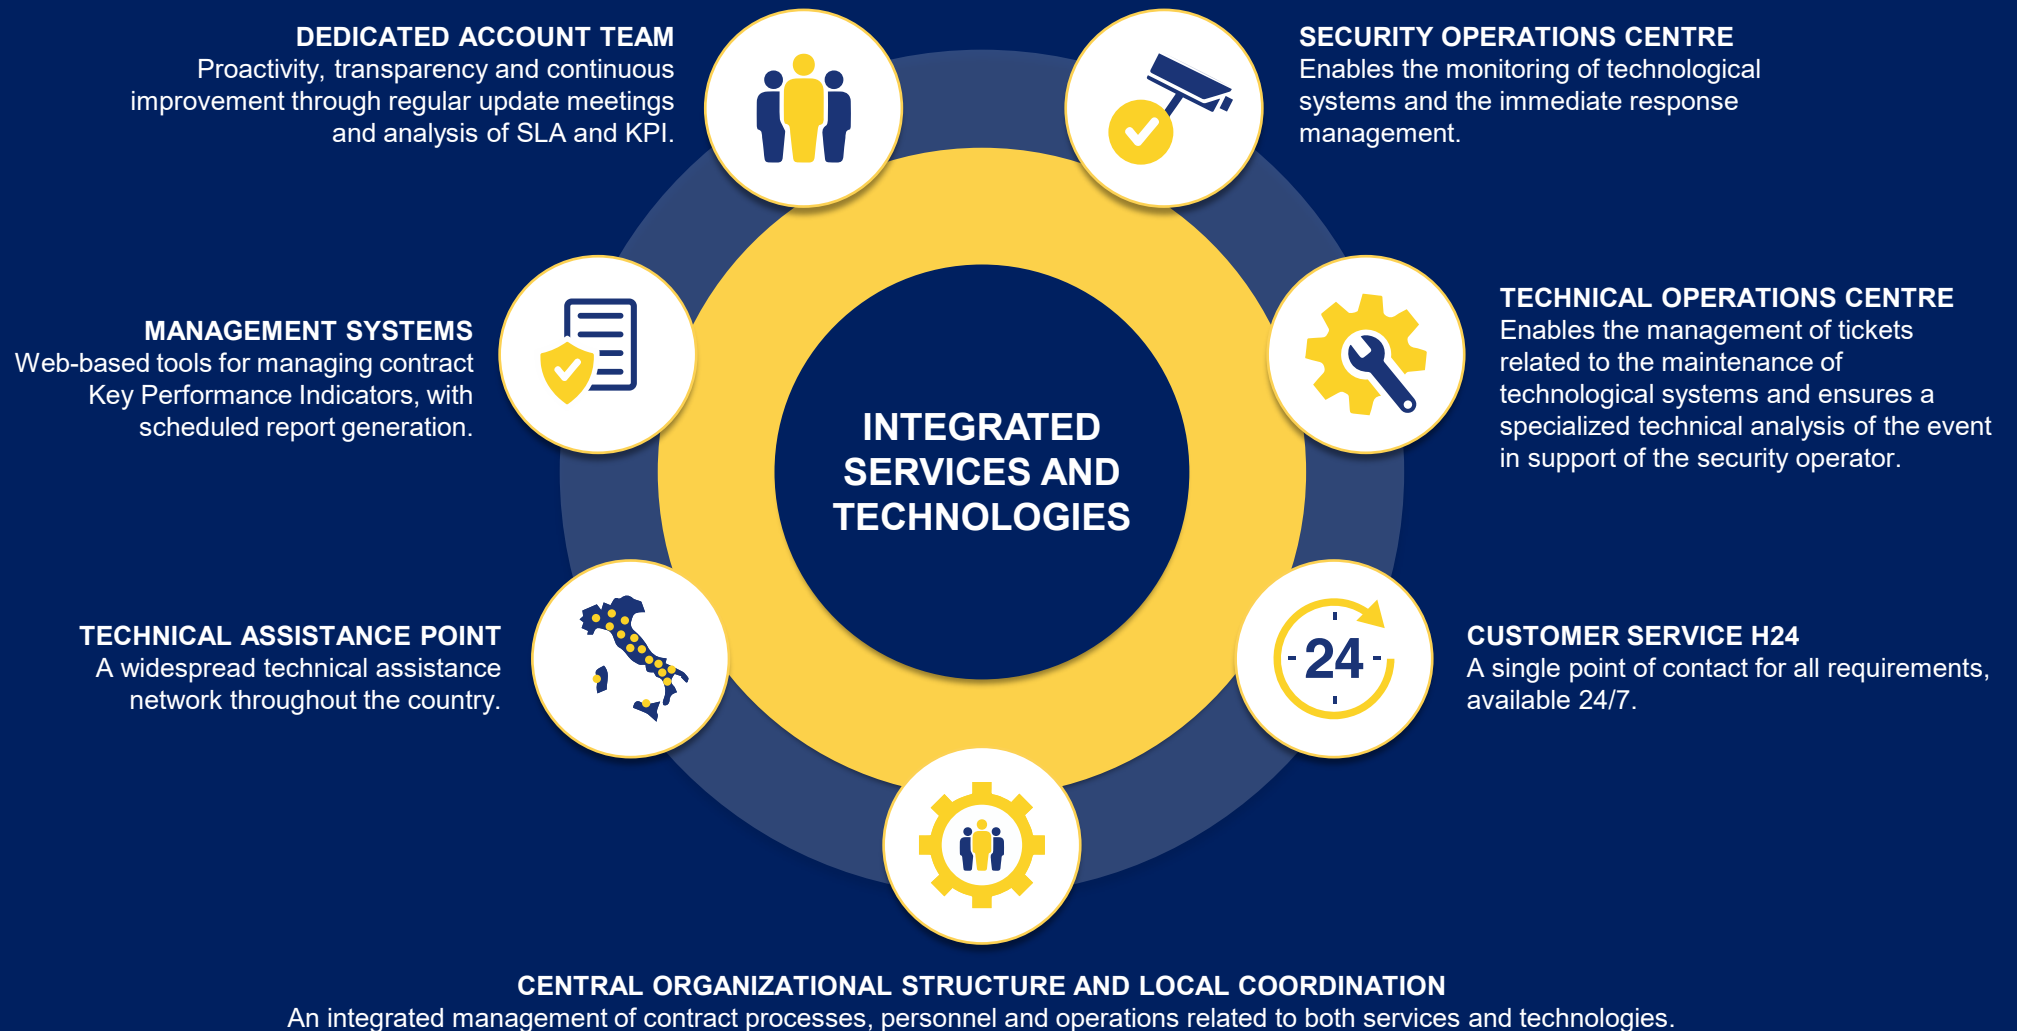 DEDICATED ACCOUNT TEAM
Proactivity, transparency and continuous
improvement through regular update meetings
and analysis of SLA and KPI.
SECURITY OPERATIONS CENTRE
Enables the monitoring of technological
systems and the immediate response
management.
MANAGEMENT SYSTEMS
Web-based tools for managing contract
Key Performance Indicators, with
scheduled report generation.
TECHNICAL OPERATIONS CENTRE
Enables the management of tickets
related to the maintenance of
technological systems and ensures a
specialized technical analysis of the event
in support of the security operator.
INTEGRATED
SERVICES AND
TECHNOLOGIES
TECHNICAL ASSISTANCE POINT
A widespread technical assistance
network throughout the country.
24
CUSTOMER SERVICE H24
A single point of contact for all requirements,
available 24/7.
CENTRAL ORGANIZATIONAL STRUCTURE AND LOCAL COORDINATION
An integrated management of contract processes, personnel and operations related to both services and technologies.